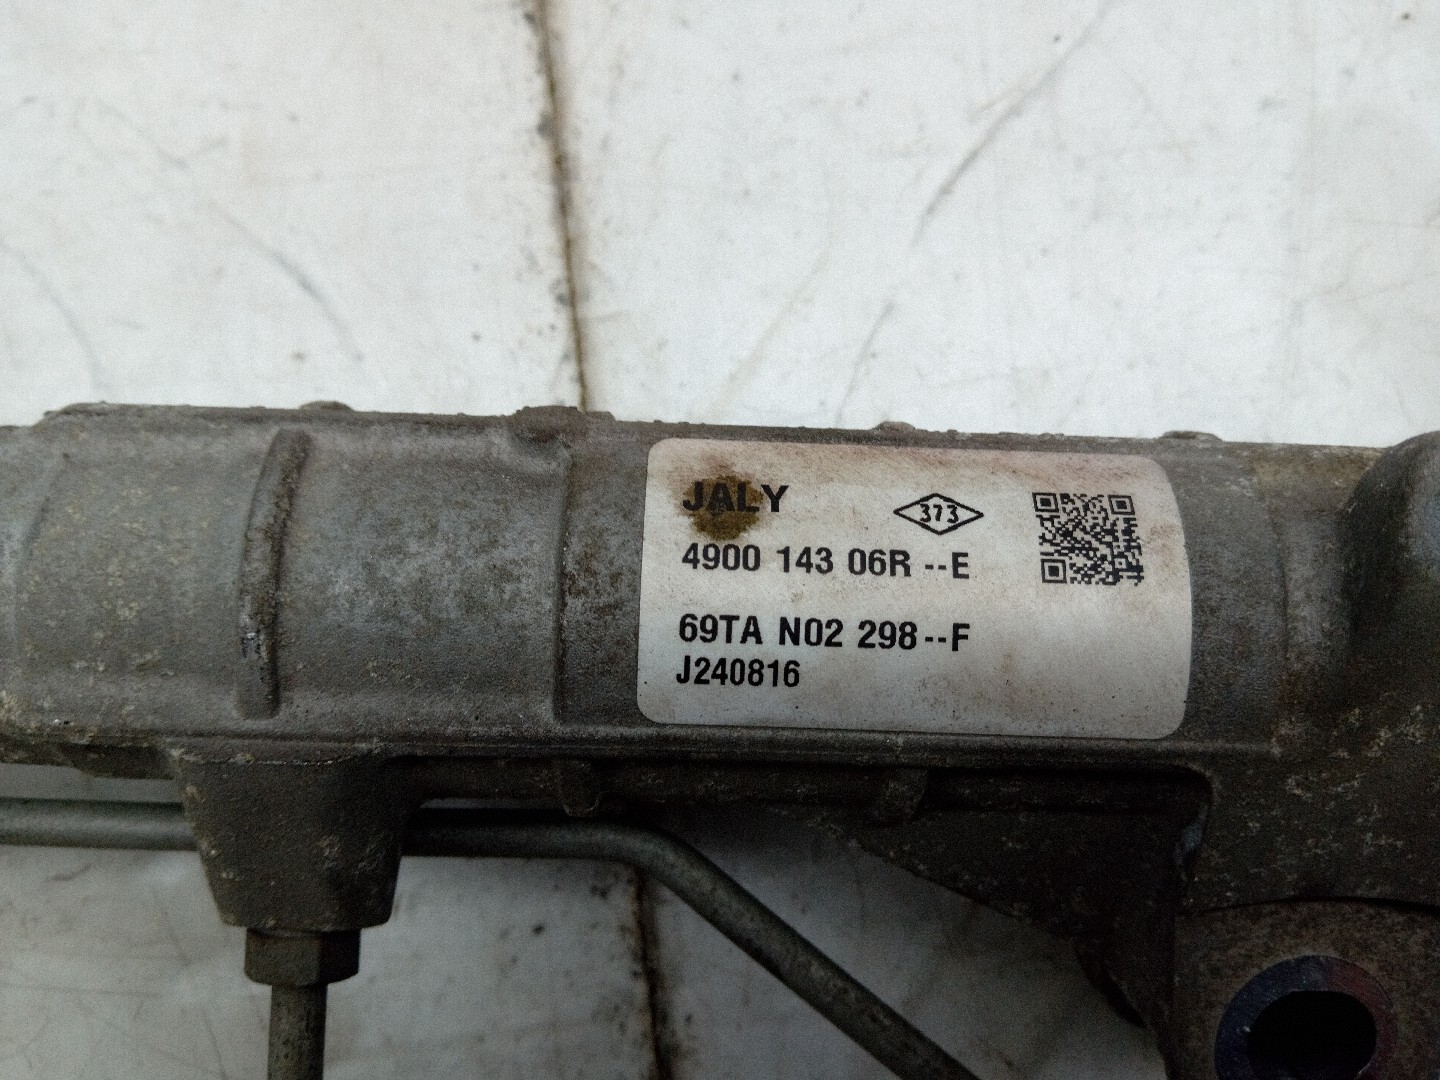 JALY 373
4900 143 06R --E
69TA N02 298 --F
J240816